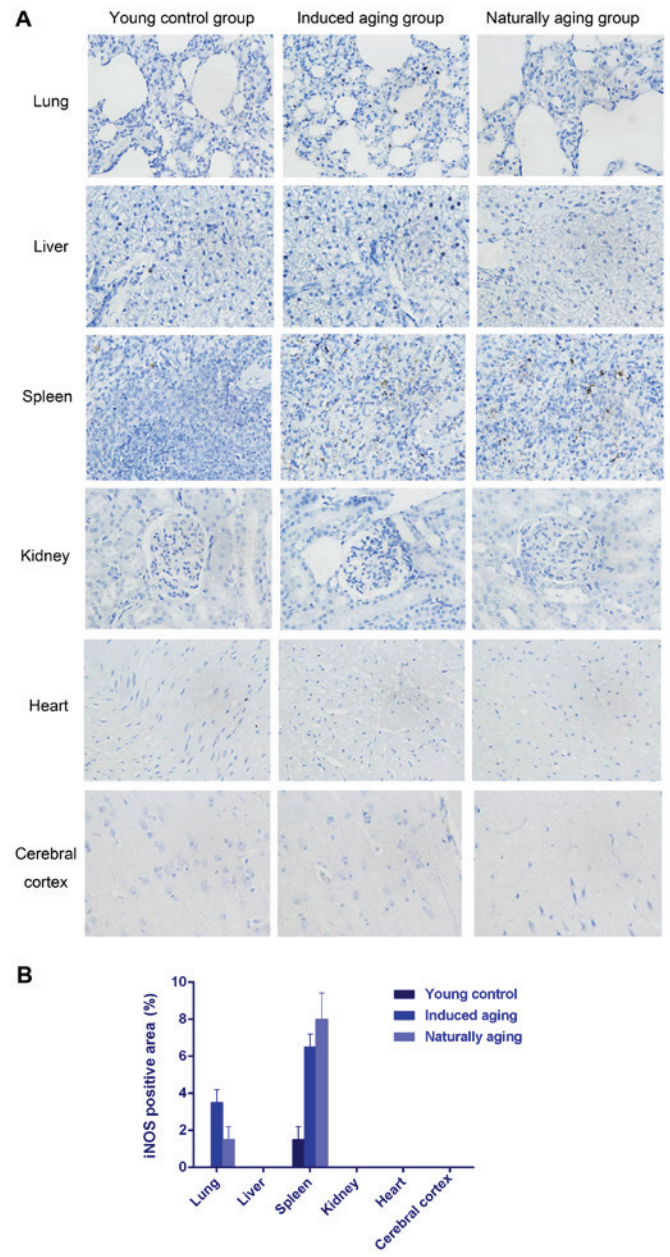 A
Young control group
Induced aging group
Naturally aging group
Lung
Liver
Spleen
Kidney
Heart
Cerebral
cortex
B
10
8
6
4
2
0
iNOS positive area (%)
Young control
Induced aging
Naturally aging
Lung
Liver
Spleen
Kidney
Heart
Cerebral cortex